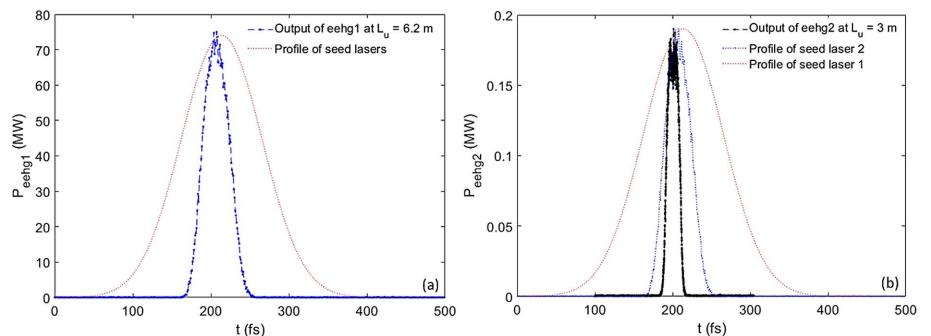 80
70
60
50
40
30
20
10
0
P_eehg1 (MW)
Output of eehg1 at L_u = 6.2 m
Profile of seed lasers
(a)
0 100 200 300 400 500
t (fs)
0.2
0.15
0.1
0.05
0
P_eehg2 (MW)
Output of eehg2 at L_u = 3 m
Profile of seed laser 2
Profile of seed laser 1
(b)
0 100 200 300 400 500
t (fs)